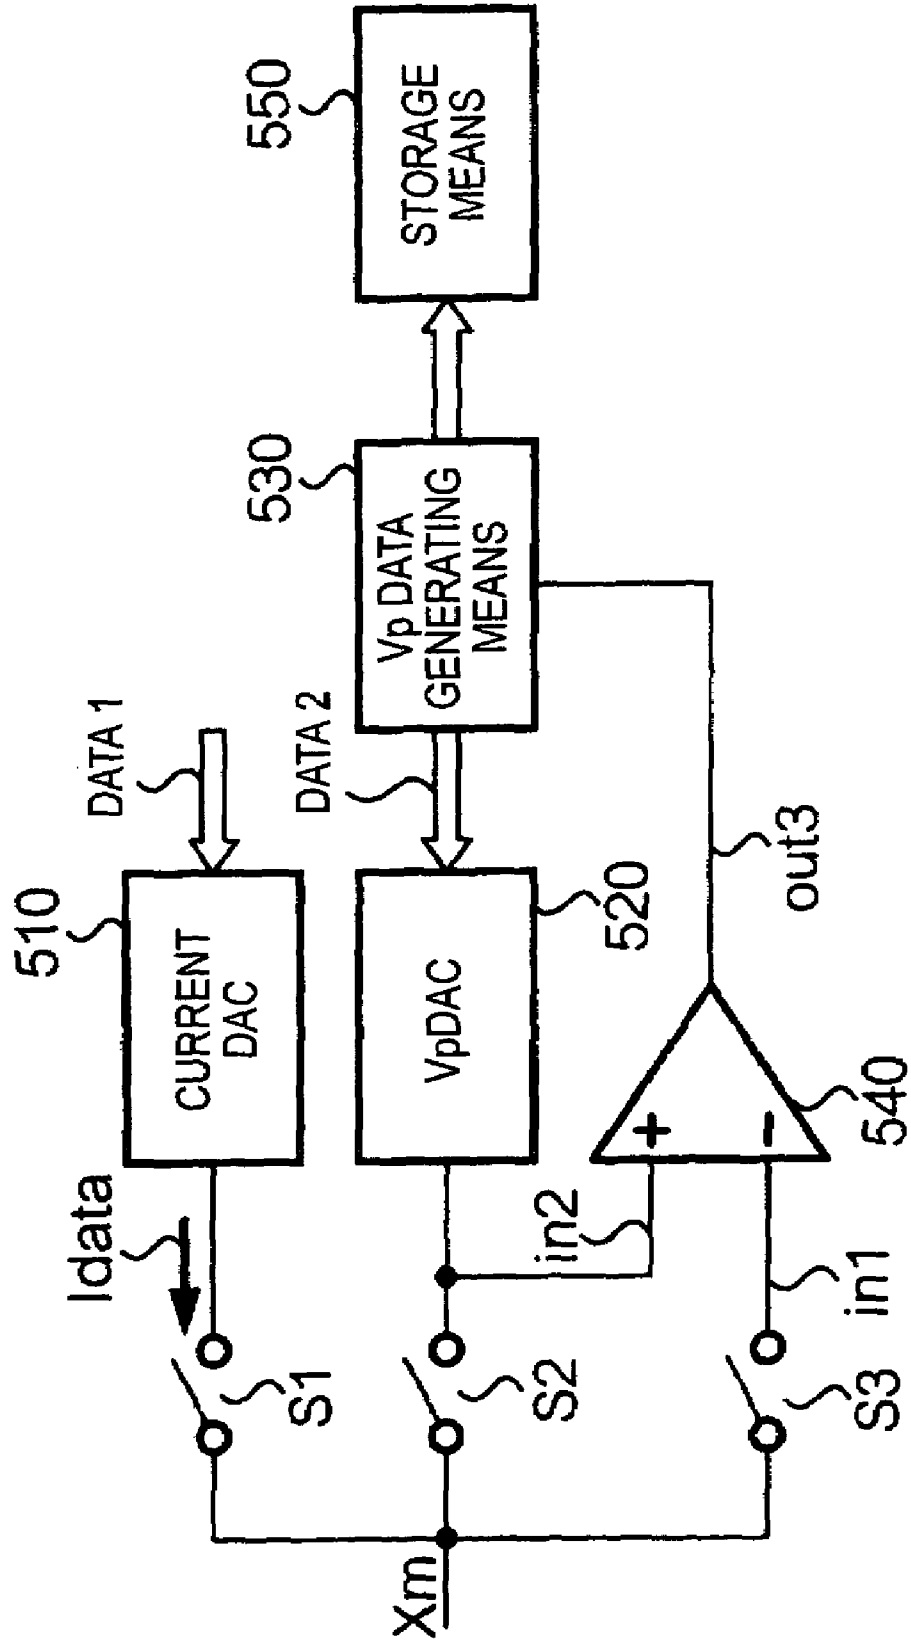 550
STORAGE
MEANS
530
Vp DATA
GENERATING
MEANS
DATA 1
DATA 2
510
CURRENT
DAC
VpDAC
520
out3
540
Idata
in2
in1
S1
S2
S3
Xm